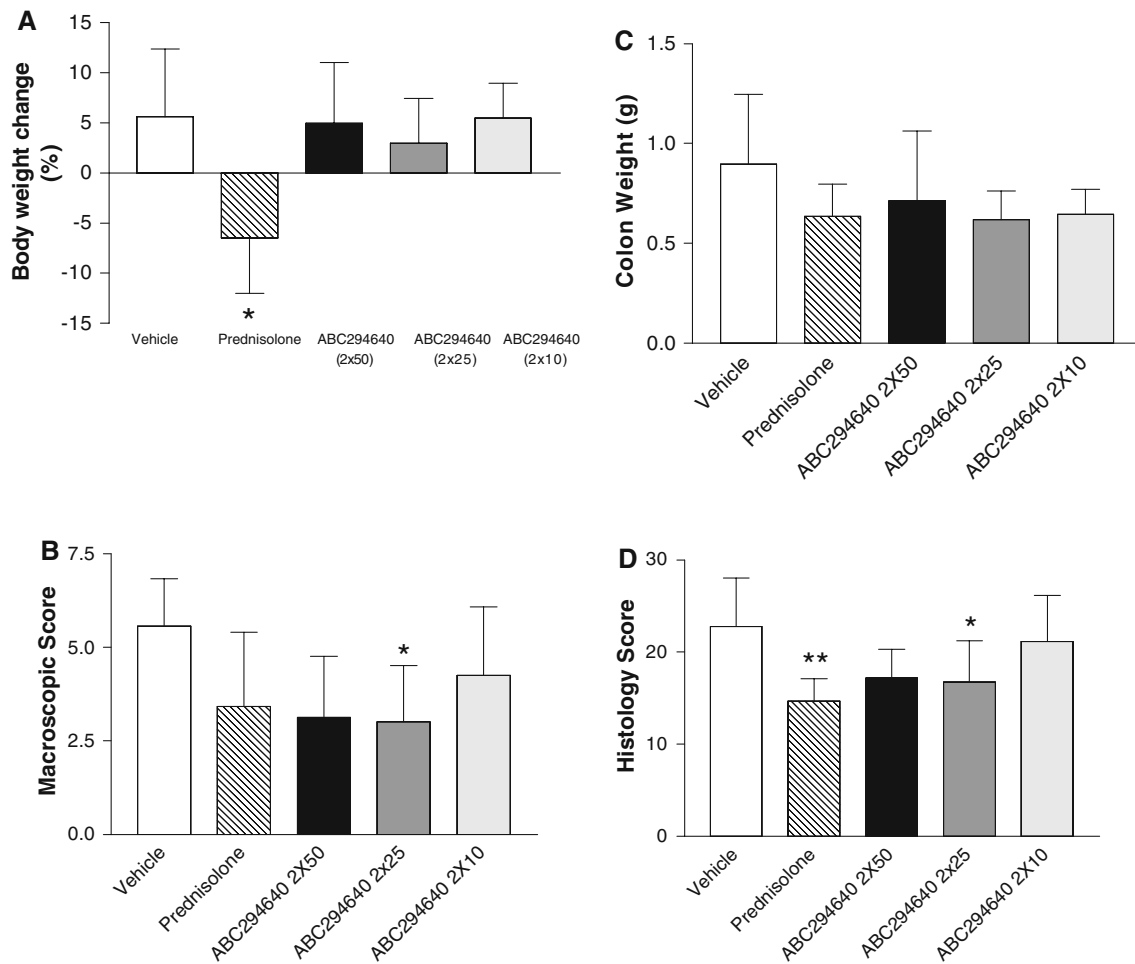 A
15
10
5
0
-5
-10
-15
Body weight change
(%)
*
Vehicle
Prednisolone
ABC294640
(2x50)
ABC294640
(2x25)
ABC294640
(2x10)
C
1.5
1.0
0.5
0.0
Colon Weight (g)
Vehicle
Prednisolone
ABC294640 2X50
ABC294640 2x25
ABC294640 2X10
B
7.5
5.0
2.5
0.0
Macroscopic Score
*
Vehicle
Prednisolone
ABC294640 2X50
ABC294640 2x25
ABC294640 2X10
D
30
20
10
0
Histology Score
**
*
Vehicle
Prednisolone
ABC294640 2X50
ABC294640 2x25
ABC294640 2X10